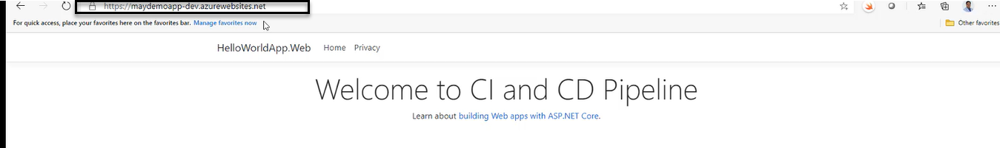 https://maydemoapp-dev.azurewebsites.net
For quick access, place your favorites here on the favorites bar. Manage favorites now
Other favorites
HelloWorldApp.Web Home Privacy
Welcome to CI and CD Pipeline
Learn about building Web apps with ASP.NET Core.